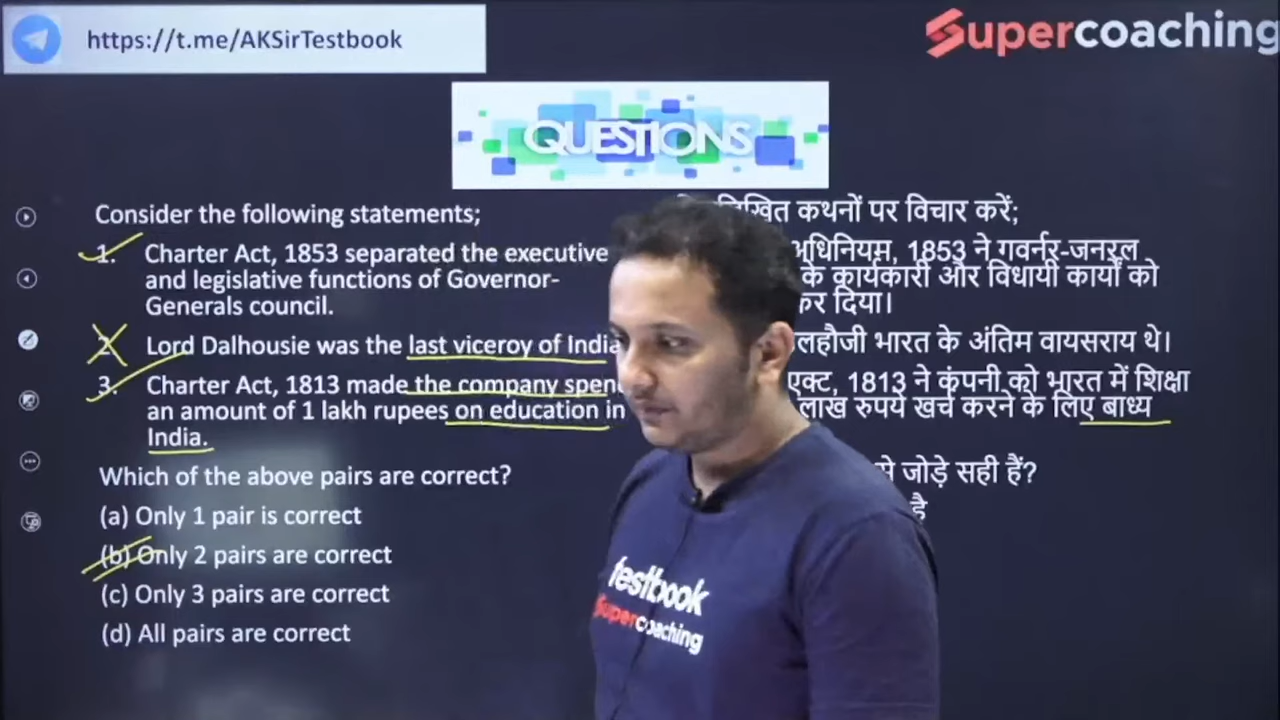 https://t.me/AKSirTestbook
Supercoaching
QUESTIONS
Consider the following statements;
1. Charter Act, 1853 separated the executive
and legislative functions of Governor-
Generals council.
2. Lord Dalhousie was the last viceroy of India
3. Charter Act, 1813 made the company spen
an amount of 1 lakh rupees on education in
India.
Which of the above pairs are correct?
(a) Only 1 pair is correct
(b) Only 2 pairs are correct
(c) Only 3 pairs are correct
(d) All pairs are correct
कथनों पर विचार करें;
अधिनियम, 1853 ने गवर्नर-जनरल
के कार्यकारी और विधायी कार्यों को
कर दिया।
लहौजी भारत के अंतिम वायसराय थे।
एक्ट, 1813 ने कंपनी को भारत में शिक्षा
लाख रुपये खर्च करने के लिए बाध्य
से जोड़े सही हैं?
है
testbook
Supercoaching